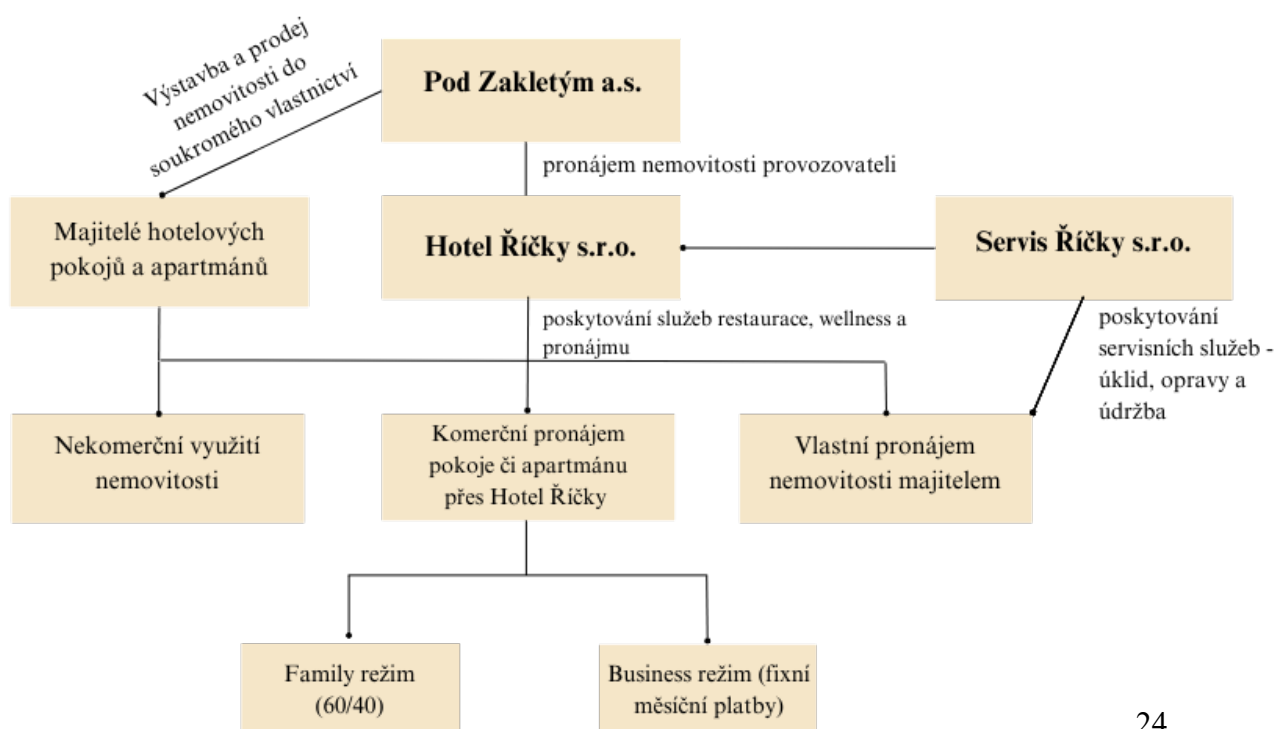 Výstavba a prodej
nemovitosti do
soukromého vlastnictví
Pod Zakletým a.s.
pronájem nemovitosti provozovateli
Majitelé hotelových
pokojů a apartmánů
Hotel Říčky s.r.o.
Servis Říčky s.r.o.
poskytování služeb restaurace, wellness a
pronájmu
poskytování
servisních služeb -
úklid, opravy a
údržba
Nekomerční využití
nemovitosti
Komerční pronájem
pokoje či apartmánu
přes Hotel Říčky
Vlastní pronájem
nemovitosti majitelem
Family režim
(60/40)
Business režim (fixní
měsíční platby)
24